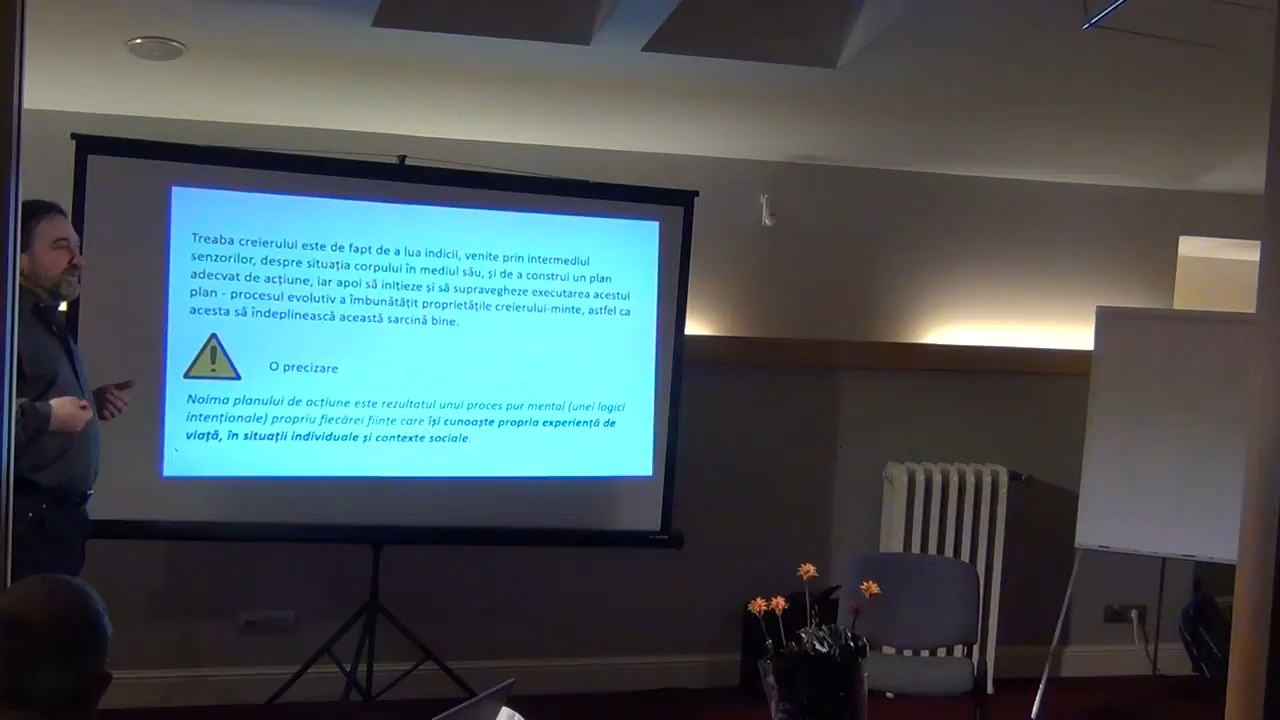 Treaba creierului este de fapt de a lua indicii, venite prin intermediul
senzorilor, despre situația corpului în mediul său, și de a construi un plan
adecvat de acțiune, iar apoi să inițieze și să supravegheze executarea acestui
plan - procesul evolutiv a îmbunătățit proprietățile creierului-minte, astfel ca
acesta să îndeplinească această sarcină bine.
O precizare
Noima planului de acțiune este rezultatul unui proces pur mental (unei logici
intenționale) propriu fiecărei ființe care își cunoaște propria experiență de
viață, în situații individuale și contexte sociale.